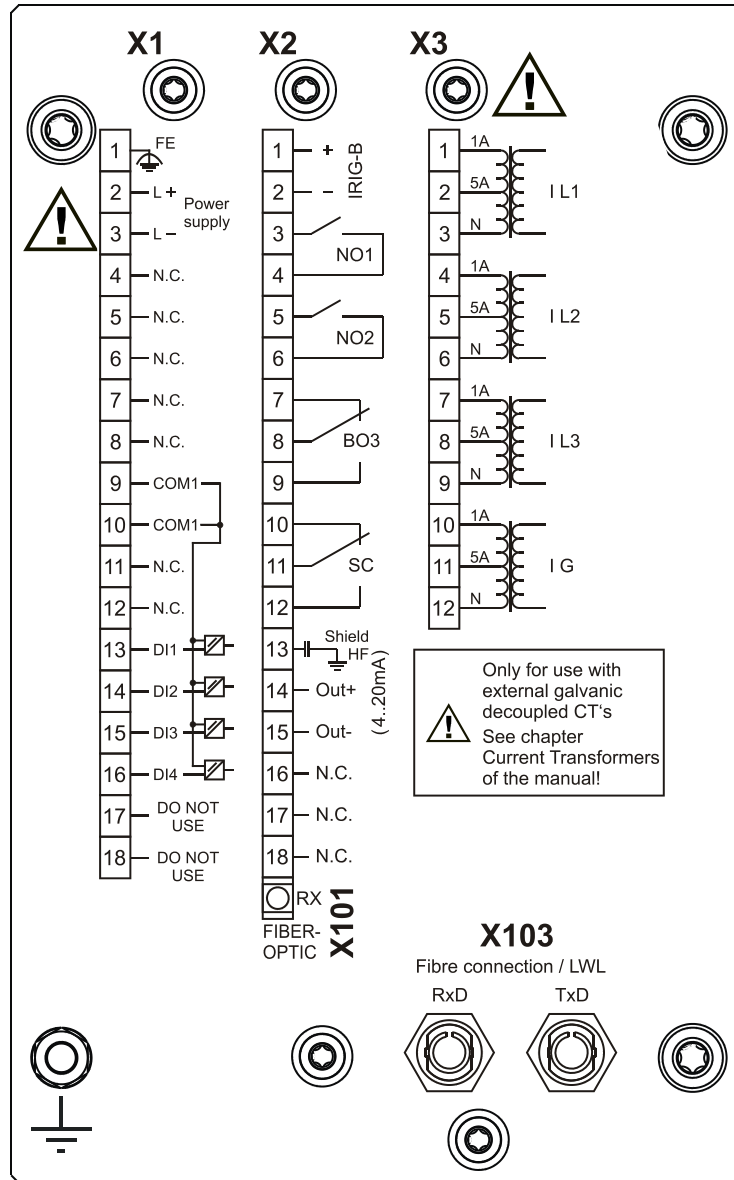 X1
1 FE
2 L+ Power
supply
3 L–
4 N.C.
5 N.C.
6 N.C.
7 N.C.
8 N.C.
9 COM1
10 COM1
11 N.C.
12 N.C.
13 DI1
14 DI2
15 DI3
16 DI4
17 DO NOT
USE
18 DO NOT
USE
X2
1 + IRIG-B
2 –
3
NO1
4
5
NO2
6
7
8 BO3
9
10
11 SC
12
13 Shield
HF
14 Out+
(4..20mA)
15 Out-
16 N.C.
17 N.C.
18 N.C.
RX
FIBER-
OPTIC
X101
X3
!
1 1A
2 5A I L1
3 N
4 1A
5 5A I L2
6 N
7 1A
8 5A I L3
9 N
10 1A
11 5A I G
12 N
!
!
Only for use with
external galvanic
decoupled CT's
See chapter
Current Transformers
of the manual!
X103
Fibre connection / LWL
RxD TxD